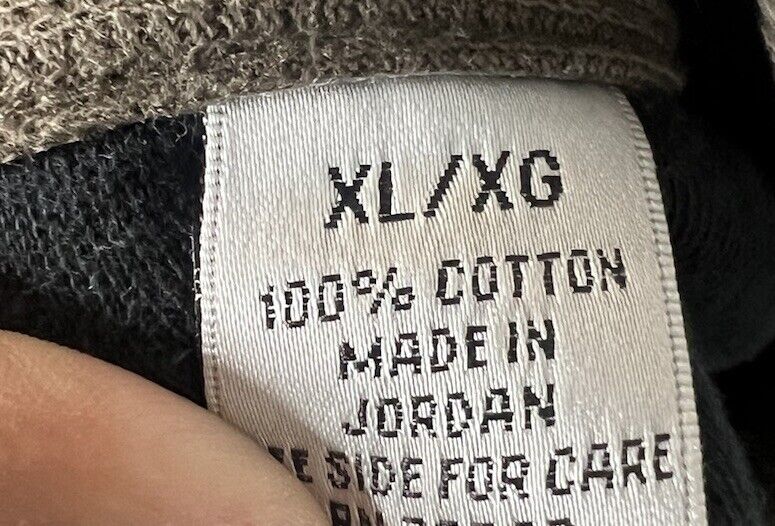 XL/XG
100% COTTON
MADE IN
JORDAN
SIDE FOR CARE